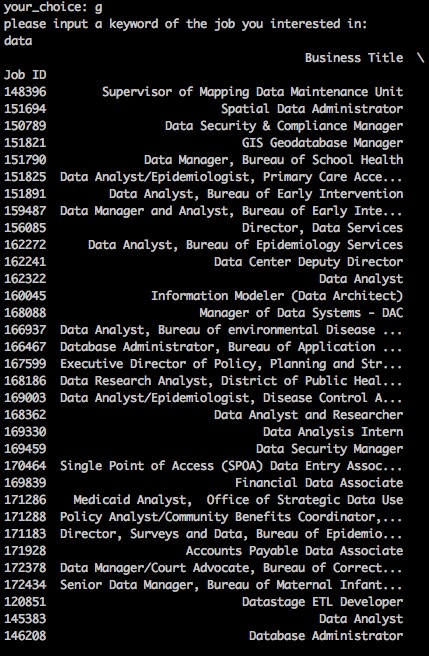 your_choice: g
please input a keyword of the job you interested in:
data
Business Title \
Job ID
148396 Supervisor of Mapping Data Maintenance Unit
151694 Spatial Data Administrator
150789 Data Security & Compliance Manager
151821 GIS Geodatabase Manager
151790 Data Manager, Bureau of School Health
151825 Data Analyst/Epidemiologist, Primary Care Acce...
151891 Data Analyst, Bureau of Early Intervention
159487 Data Manager and Analyst, Bureau of Early Inte...
156085 Director, Data Services
162272 Data Analyst, Bureau of Epidemiology Services
162241 Data Center Deputy Director
162322 Data Analyst
160045 Information Modeler (Data Architect)
168088 Manager of Data Systems - DAC
166937 Data Analyst, Bureau of environmental Disease ...
166467 Database Administrator, Bureau of Application ...
167599 Executive Director of Policy, Planning and Str...
168186 Data Research Analyst, District of Public Heal...
169003 Data Analyst/Epidemiologist, Disease Control A...
168362 Data Analyst and Researcher
169330 Data Analysis Intern
169459 Data Security Manager
170464 Single Point of Access (SPOA) Data Entry Assoc...
169839 Financial Data Associate
171286 Medicaid Analyst,  Office of Strategic Data Use
171288 Policy Analyst/Community Benefits Coordinator,...
171183 Director, Surveys and Data, Bureau of Epidemio...
171928 Accounts Payable Data Associate
172378 Data Manager/Court Advocate, Bureau of Correct...
172434 Senior Data Manager, Bureau of Maternal Infant...
120851 Datastage ETL Developer
145383 Data Analyst
146208 Database Administrator